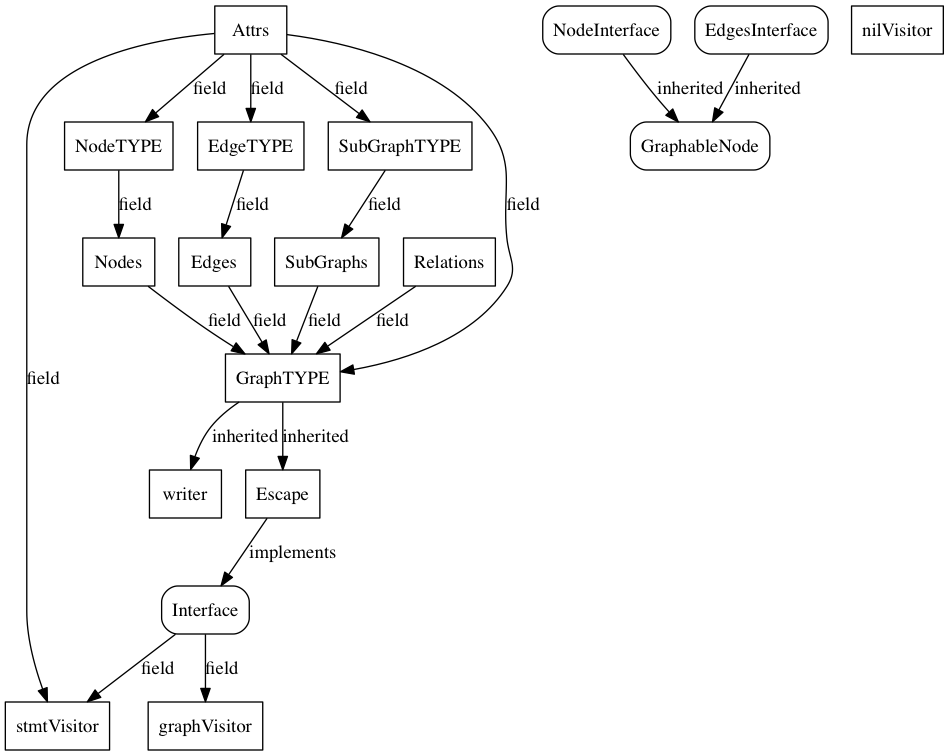 Attrs
NodeInterface
EdgesInterface
nilVisitor
field
field
field
inherited
inherited
NodeTYPE
EdgeTYPE
SubGraphTYPE
GraphableNode
field
field
field
field
Nodes
Edges
SubGraphs
Relations
field
field
field
field
field
GraphTYPE
inherited
inherited
writer
Escape
implements
Interface
field
field
stmtVisitor
graphVisitor